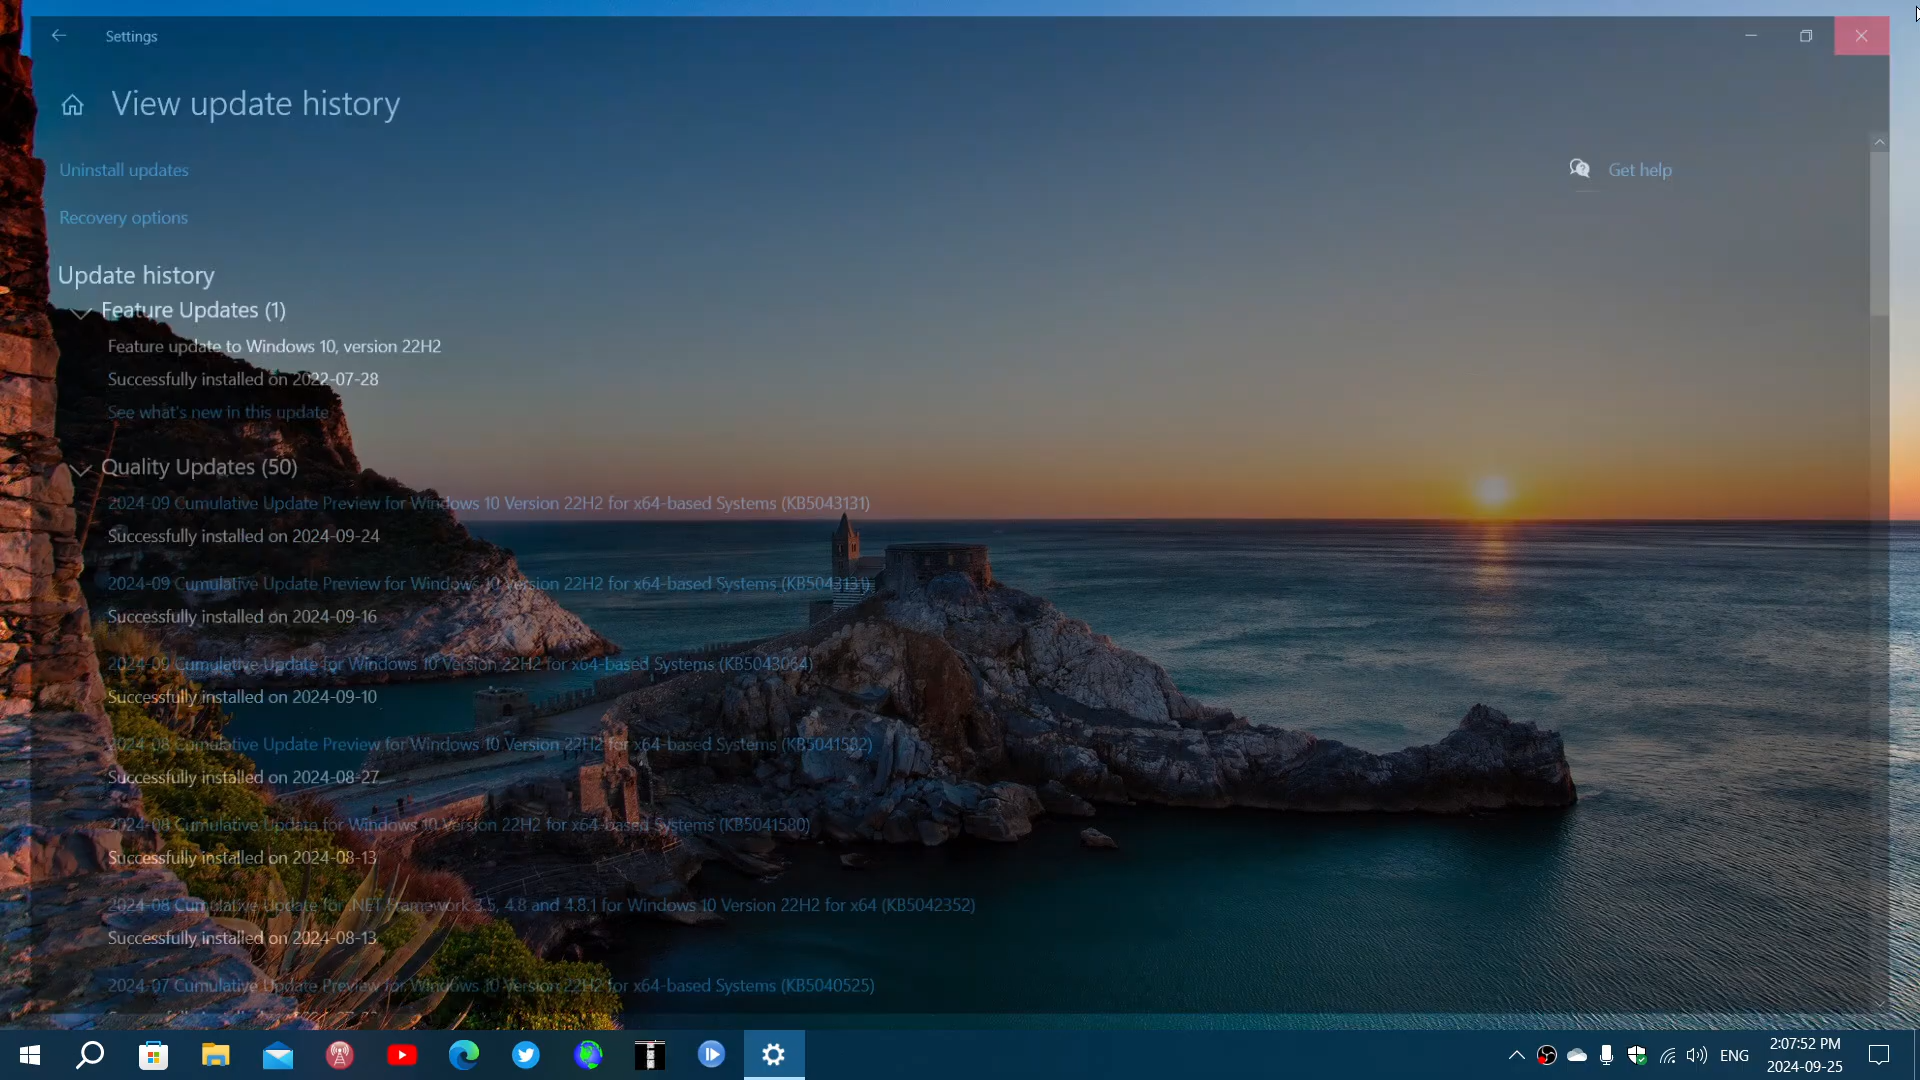 Settings
View update history
Uninstall updates
Get help
Recovery options
Update history
Feature Updates (1)
Feature update to Windows 10, version 22H2
Successfully installed on 2022-07-28
See what's new in this update
Quality Updates (50)
2024-09 Cumulative Update Preview for Windows 10 Version 22H2 for x64-based Systems (KB5043131)
Successfully installed on 2024-09-24
2024-09 Cumulative Update Preview for Windows 10 Version 22H2 for x64-based Systems (KB5043131)
Successfully installed on 2024-09-16
2024-09 Cumulative Update for Windows 10 Version 22H2 for x64-based Systems (KB5043064)
Successfully installed on 2024-09-10
2024-08 Cumulative Update Preview for Windows 10 Version 22H2 for x64-based Systems (KB5041582)
Successfully installed on 2024-08-27
2024-08 Cumulative Update for Windows 10 Version 22H2 for x64-based Systems (KB5041580)
Successfully installed on 2024-08-13
2024-08 Cumulative Update for .NET Framework 3.5, 4.8 and 4.8.1 for Windows 10 Version 22H2 for x64 (KB5042352)
Successfully installed on 2024-08-13
2024-07 Cumulative Update Preview for Windows 10 Version 22H2 for x64-based Systems (KB5040525)
ENG
2:07:52 PM
2024-09-25